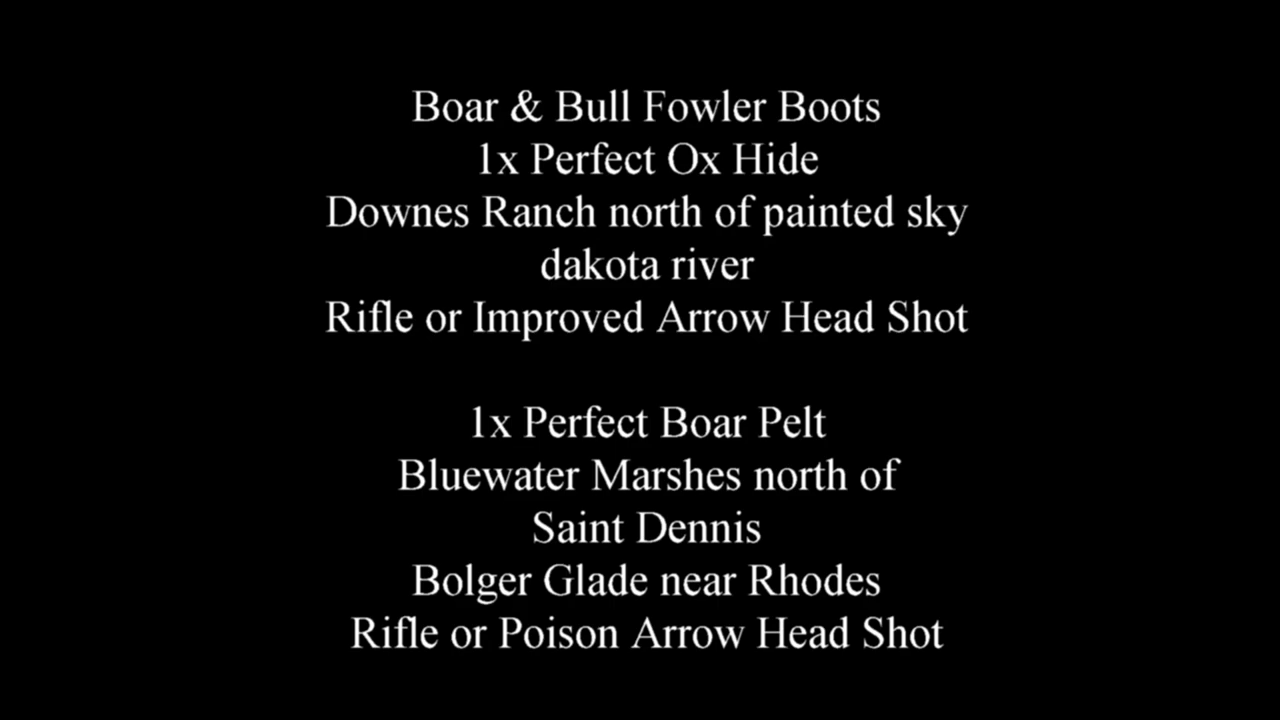 Boar & Bull Fowler Boots
1x Perfect Ox Hide
Downes Ranch north of painted sky
dakota river
Rifle or Improved Arrow Head Shot
1x Perfect Boar Pelt
Bluewater Marshes north of
Saint Dennis
Bolger Glade near Rhodes
Rifle or Poison Arrow Head Shot